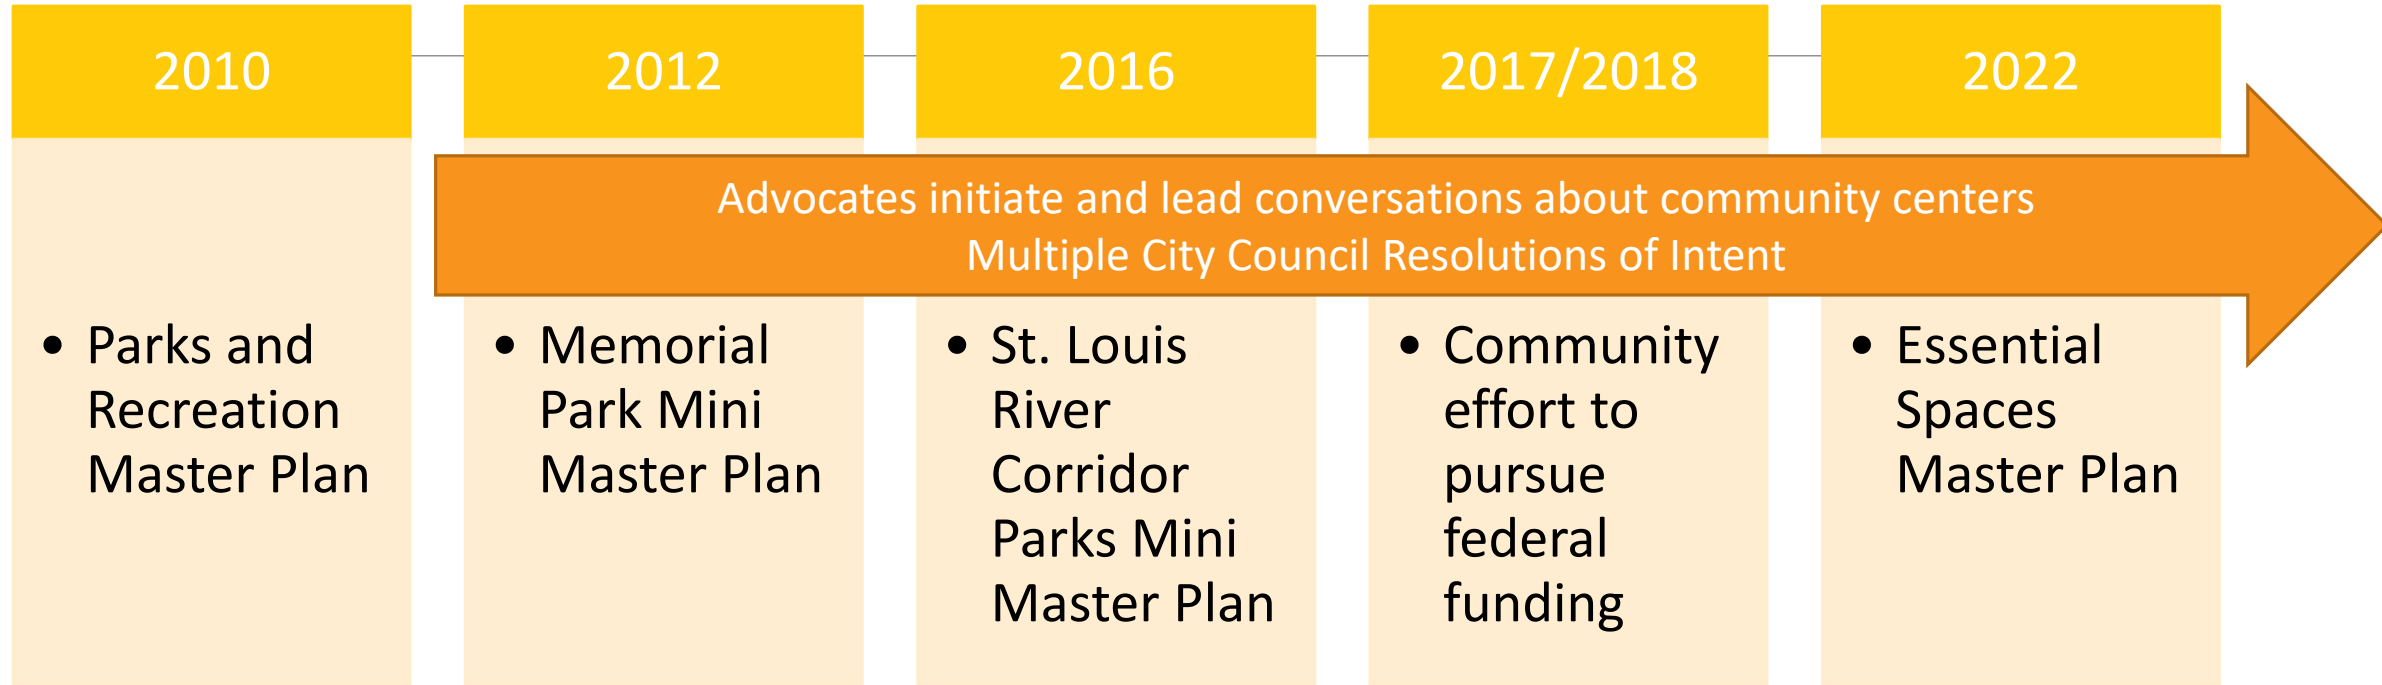 2010
2012
2016
2017/2018
2022
Advocates initiate and lead conversations about community centers
Multiple City Council Resolutions of Intent
• Parks and
Recreation
Master Plan
• Memorial
Park Mini
Master Plan
• St. Louis
River
Corridor
Parks Mini
Master Plan
• Community
effort to
pursue
federal
funding
• Essential
Spaces
Master Plan